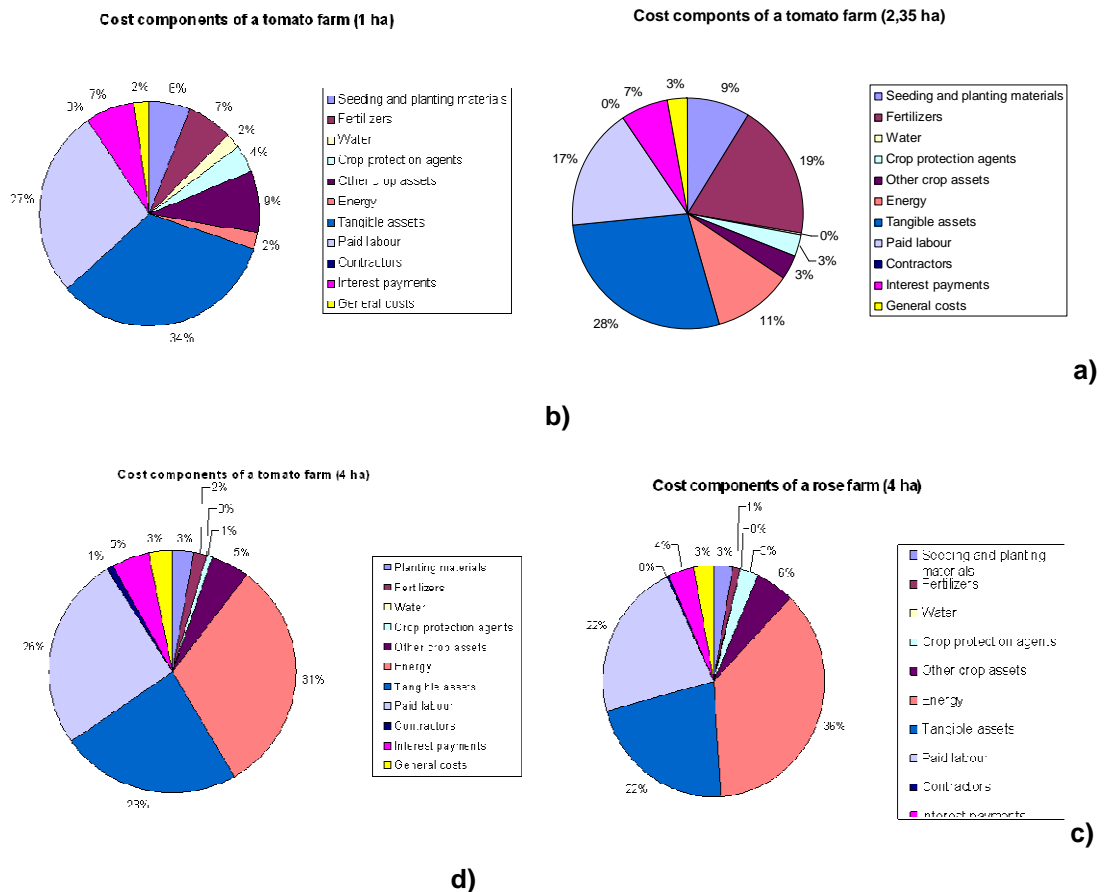 Cost components of a tomato farm (1 ha)
7%
2%
6%
7%
2%
4%
9%
2%
34%
27%
0%
Seeding and planting materials
Fertilizers
Water
Crop protection agents
Other crop assets
Energy
Tangible assets
Paid labour
Contractors
Interest payments
General costs
b)
Cost componts of a tomato farm (2,35 ha)
0%
7%
3%
9%
19%
0%
3%
3%
11%
28%
17%
Seeding and planting materials
Fertilizers
Water
Crop protection agents
Other crop assets
Energy
Tangible assets
Paid labour
Contractors
Interest payments
General costs
a)
Cost components of a tomato farm (4 ha)
2%
0%
1%
1%
5%
3%
3%
5%
31%
23%
26%
Planting materials
Fertilizers
Water
Crop protection agents
Other crop assets
Energy
Tangible assets
Paid labour
Contractors
Interest payments
General costs
d)
Cost components of a rose farm (4 ha)
1%
0%
3%
0%
4%
3%
3%
6%
36%
22%
22%
Seeding and planting
materials
Fertilizers
Water
Crop protection agents
Other crop assets
Energy
Tangible assets
Paid labour
Contractors
Interest payments
c)